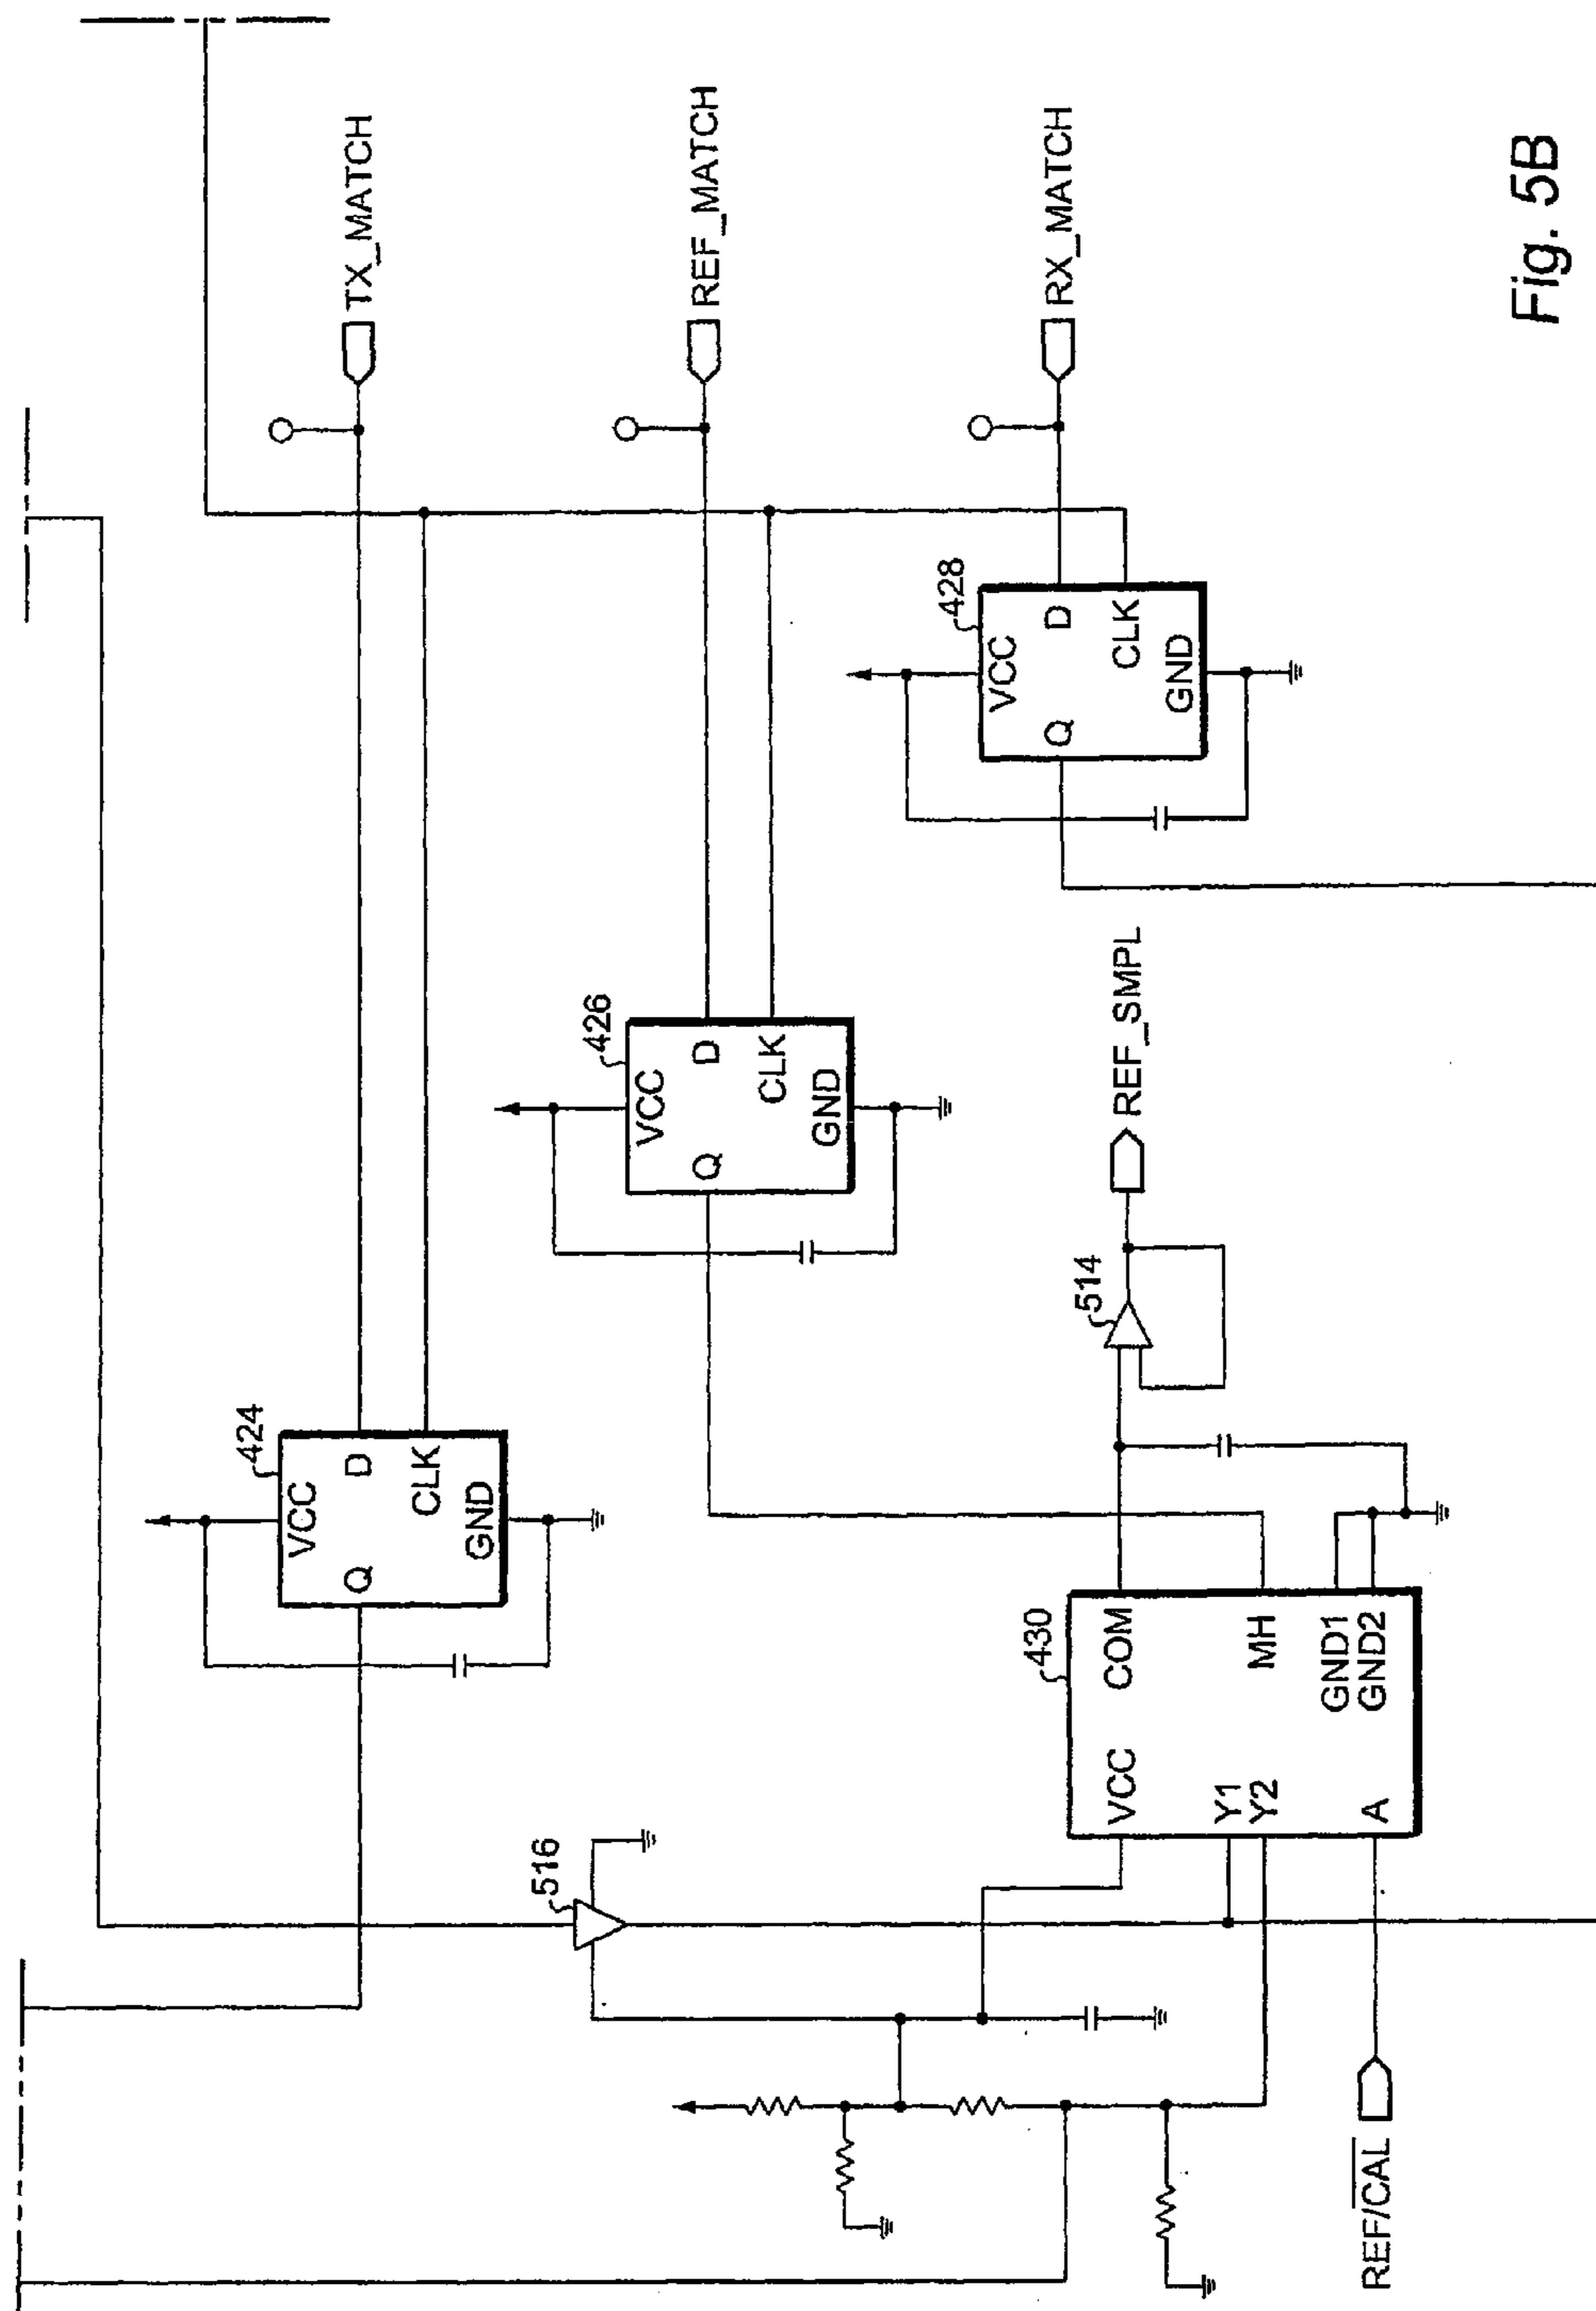 TX_MATCH
REF_MATCH
RX_MATCH
424
VCC
Q
D
CLK
GND
426
VCC
Q
D
CLK
GND
428
VCC
Q
D
CLK
GND
516
514
REF_SMPL
430
VCC
COM
Y1
Y2
MH
GND1
GND2
A
REF/C̅A̅L̅
Fig. 5B